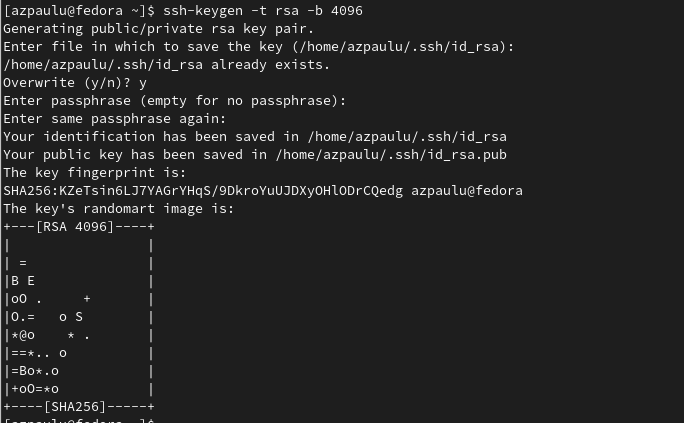 [azpaulu@fedora ~]$ ssh-keygen -t rsa -b 4096
Generating public/private rsa key pair.
Enter file in which to save the key (/home/azpaulu/.ssh/id_rsa):
/home/azpaulu/.ssh/id_rsa already exists.
Overwrite (y/n)? y
Enter passphrase (empty for no passphrase):
Enter same passphrase again:
Your identification has been saved in /home/azpaulu/.ssh/id_rsa
Your public key has been saved in /home/azpaulu/.ssh/id_rsa.pub
The key fingerprint is:
SHA256:KZeTsin6LJ7YAGrYHqS/9DkroYuUJDXyOHlODrCQedg azpaulu@fedora
The key's randomart image is:
+---[RSA 4096]----+
|                 |
| =               |
|B E              |
|oO .     +       |
|O.=   o S        |
|*@o    * .       |
|==*.. o          |
|=Bo*.o           |
|+oO=*o           |
+----[SHA256]-----+
[azpaulu@fedora ~]$